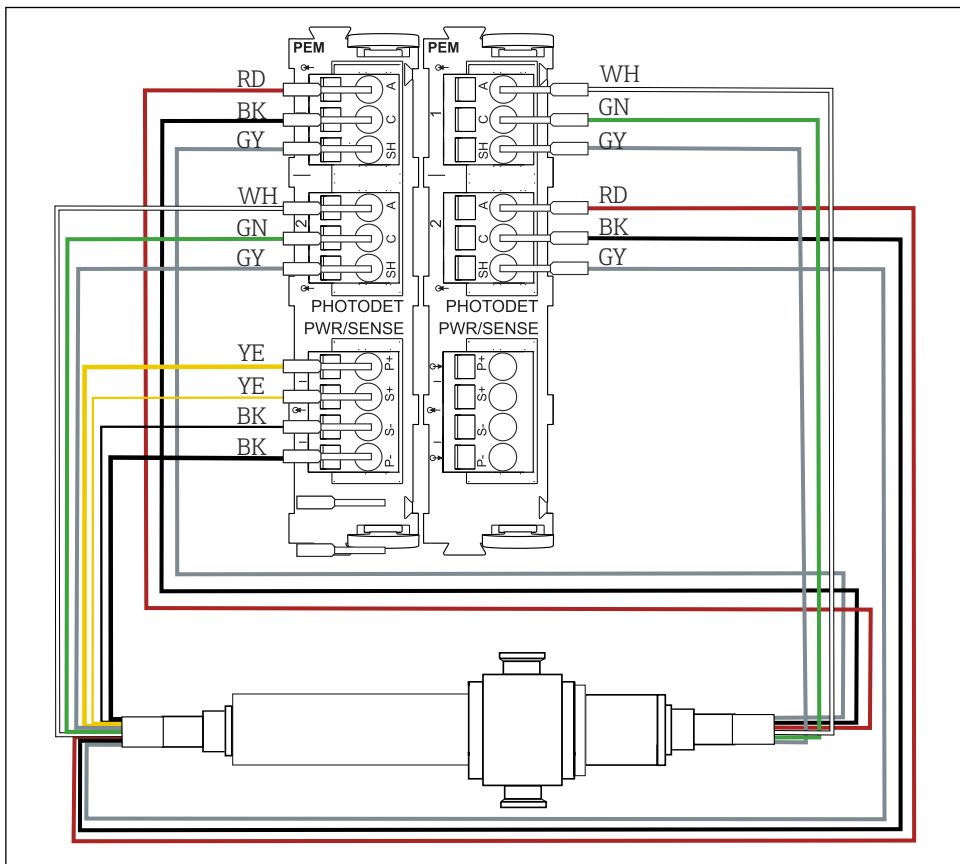 PEM PEM
RD A A WH
BK 1 C 1 C GN
GY SH SH GY
WH A A RD
GN 2 C 2 C BK
GY SH SH GY
PHOTODET PHOTODET
PWR/SENSE PWR/SENSE
YE P+ P+
YE S+ S+
BK S- S-
BK P- P-